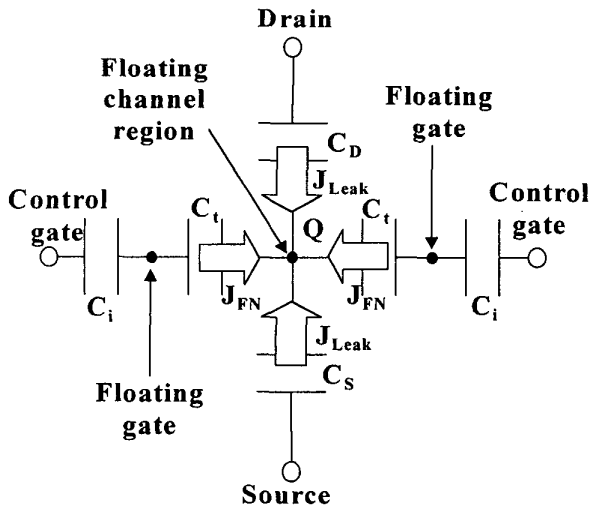 Drain
Floating
channel
region
Floating
gate
C_D
J_Leak
Control
gate
C_t
Q
C_t
Control
gate
C_i
J_FN
J_FN
C_i
J_Leak
C_S
Floating
gate
Source